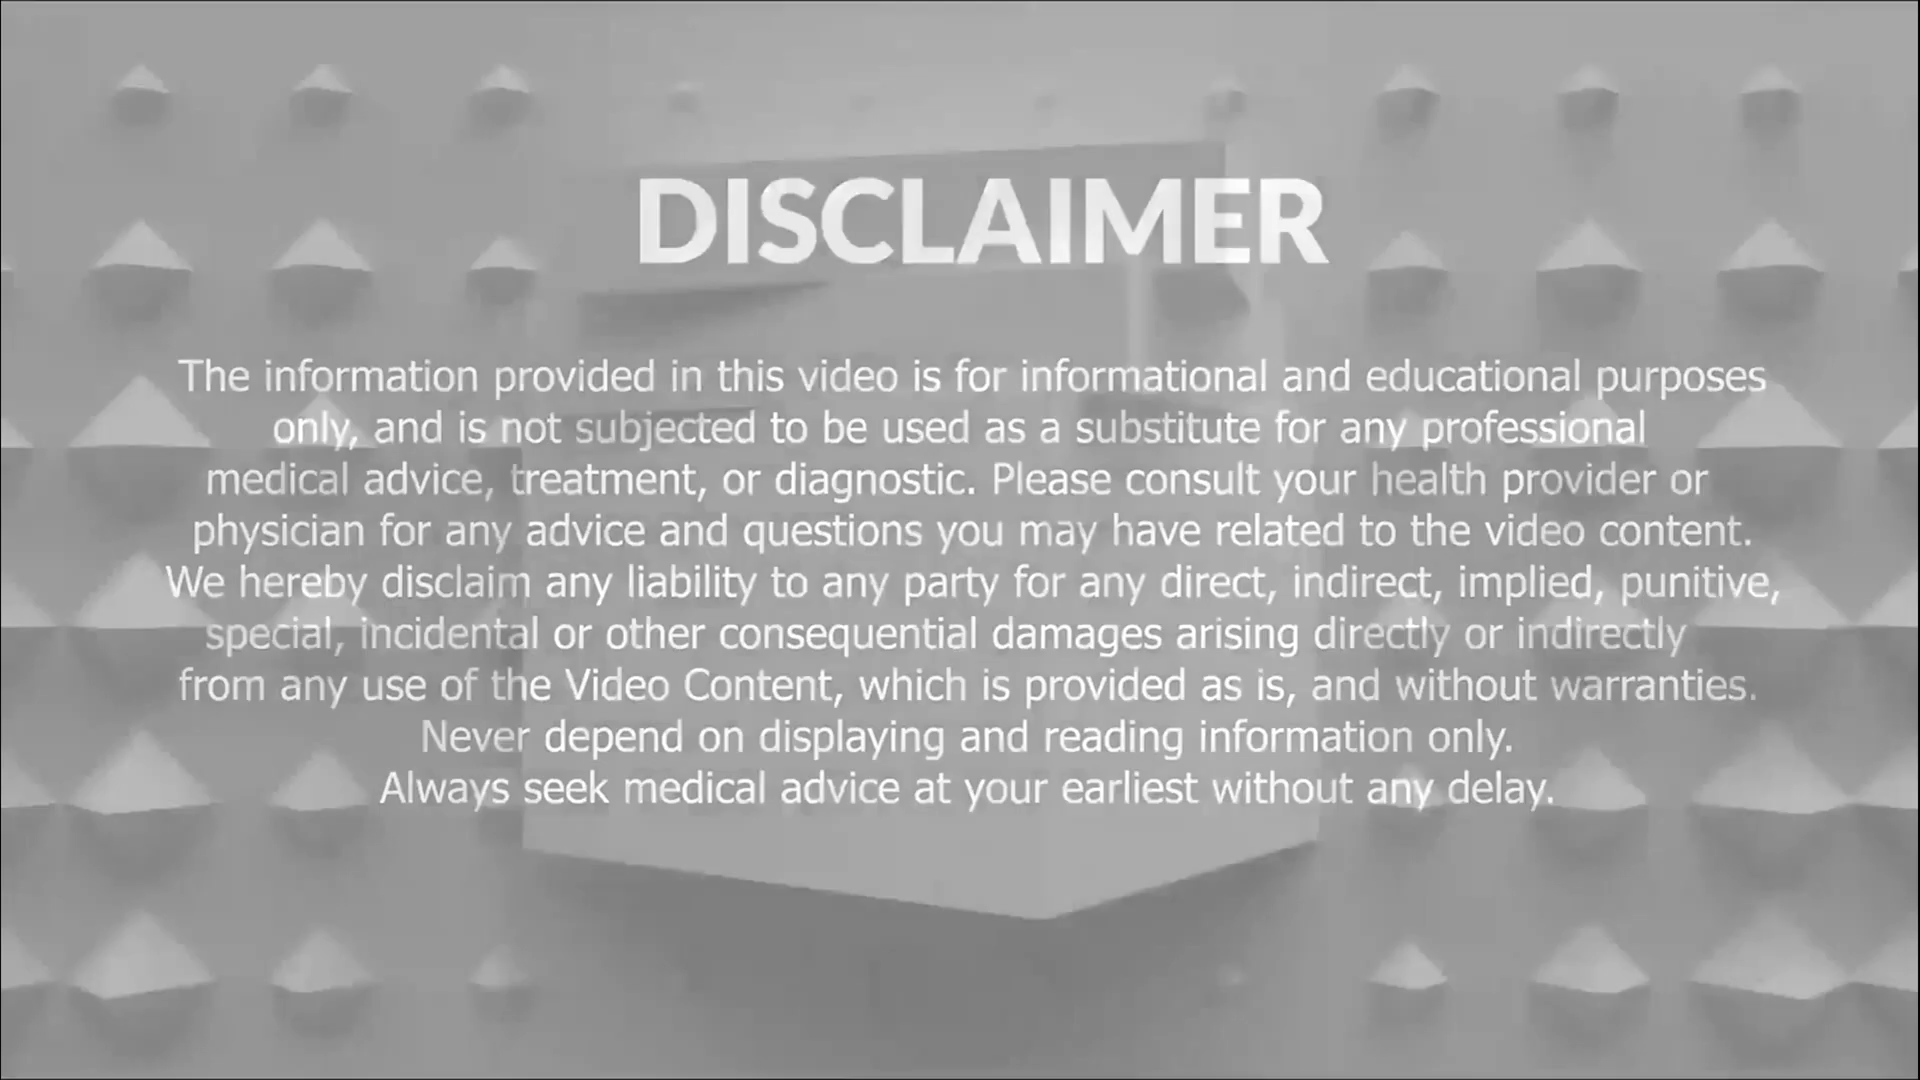 DISCLAIMER
The information provided in this video is for informational and educational purposes
only, and is not subjected to be used as a substitute for any professional
medical advice, treatment, or diagnostic. Please consult your health provider or
physician for any advice and questions you may have related to the video content.
We hereby disclaim any liability to any party for any direct, indirect, implied, punitive,
special, incidental or other consequential damages arising directly or indirectly
from any use of the Video Content, which is provided as is, and without warranties.
Never depend on displaying and reading information only.
Always seek medical advice at your earliest without any delay.